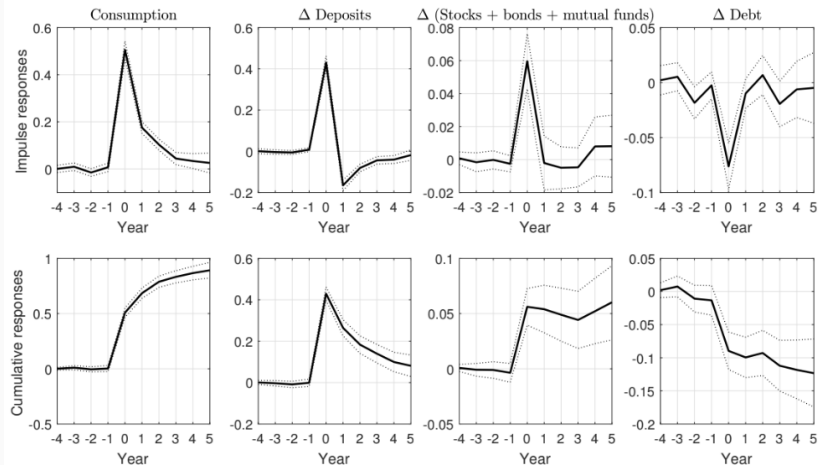 Consumption
Δ Deposits
Δ (Stocks + bonds + mutual funds)
Δ Debt
Impulse responses
0.6
0.4
0.2
0
-4 -3 -2 -1 0 1 2 3 4 5
Year
0.6
0.4
0.2
0
-0.2
-4 -3 -2 -1 0 1 2 3 4 5
Year
0.08
0.06
0.04
0.02
0
-0.02
-4 -3 -2 -1 0 1 2 3 4 5
Year
0.05
0
-0.05
-0.1
-4 -3 -2 -1 0 1 2 3 4 5
Year
Cumulative responses
1
0.5
0
-0.5
-4 -3 -2 -1 0 1 2 3 4 5
Year
0.6
0.4
0.2
0
-0.2
-4 -3 -2 -1 0 1 2 3 4 5
Year
0.1
0.05
0
-0.05
-4 -3 -2 -1 0 1 2 3 4 5
Year
0.05
0
-0.05
-0.1
-0.15
-0.2
-4 -3 -2 -1 0 1 2 3 4 5
Year